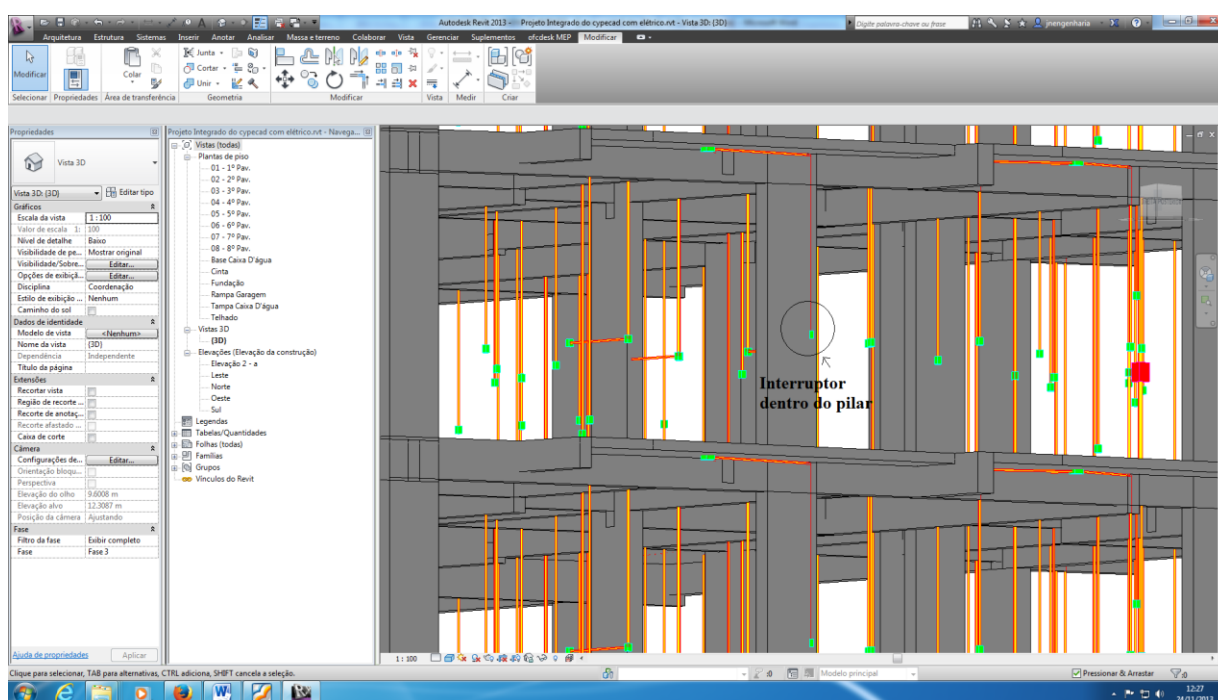 Autodesk Revit 2013 - Projeto Integrado do cypecad com elétrico.rvt - Vista 3D: {3D}
Digite palavra-chave ou frase
jnengenharia
Arquitetura Estrutura Sistemas Inserir Anotar Analisar Massa e terreno Colaborar Vista Gerenciar Suplementos ofcdesk MEP Modificar
Modificar
Colar
Junta
Cortar
Unir
Selecionar Propriedades Área de transferência Geometria Modificar Vista Medir Criar
Propriedades
Vista 3D
Vista 3D: {3D} Editar tipo
Gráficos
Escala da vista 1 : 100
Valor de escala 1: 100
Nível de detalhe Baixo
Visibilidade de pe... Mostrar original
Visibilidade/Sobre... Editar...
Opções de exibiçã... Editar...
Disciplina Coordenação
Estilo de exibição ... Nenhum
Caminho do sol
Dados de identidade
Modelo de vista <Nenhum>
Nome da vista {3D}
Dependência Independente
Título da página
Extensões
Recortar vista
Região de recorte ...
Recorte de anotaç...
Recorte afastado ...
Caixa de corte
Câmera
Configurações de... Editar...
Orientação bloqu...
Perspectiva
Elevação do olho 9.6008 m
Elevação alvo 12.3087 m
Posição da câmera Ajustando
Fase
Filtro da fase Exibir completo
Fase Fase 3
Ajuda de propriedades Aplicar
Projeto Integrado do cypecad com elétrico.rvt - Navega...
Vistas (todas)
Plantas de piso
01 - 1º Pav.
02 - 2º Pav.
03 - 3º Pav.
04 - 4º Pav.
05 - 5º Pav.
06 - 6º Pav.
07 - 7º Pav.
08 - 8º Pav.
Base Caixa D'água
Cinta
Fundação
Rampa Garagem
Tampa Caixa D'água
Telhado
Vistas 3D
{3D}
Elevações (Elevação da construção)
Elevação 2 - a
Leste
Norte
Oeste
Sul
Legendas
Tabelas/Quantidades
Folhas (todas)
Famílias
Grupos
Vínculos do Revit
Interruptor
dentro do pilar
1 : 100
Clique para selecionar, TAB para alternativas, CTRL adiciona, SHIFT cancela a seleção.
:0
Modelo principal
Pressionar & Arrastar
:0
12:27
24/11/2013